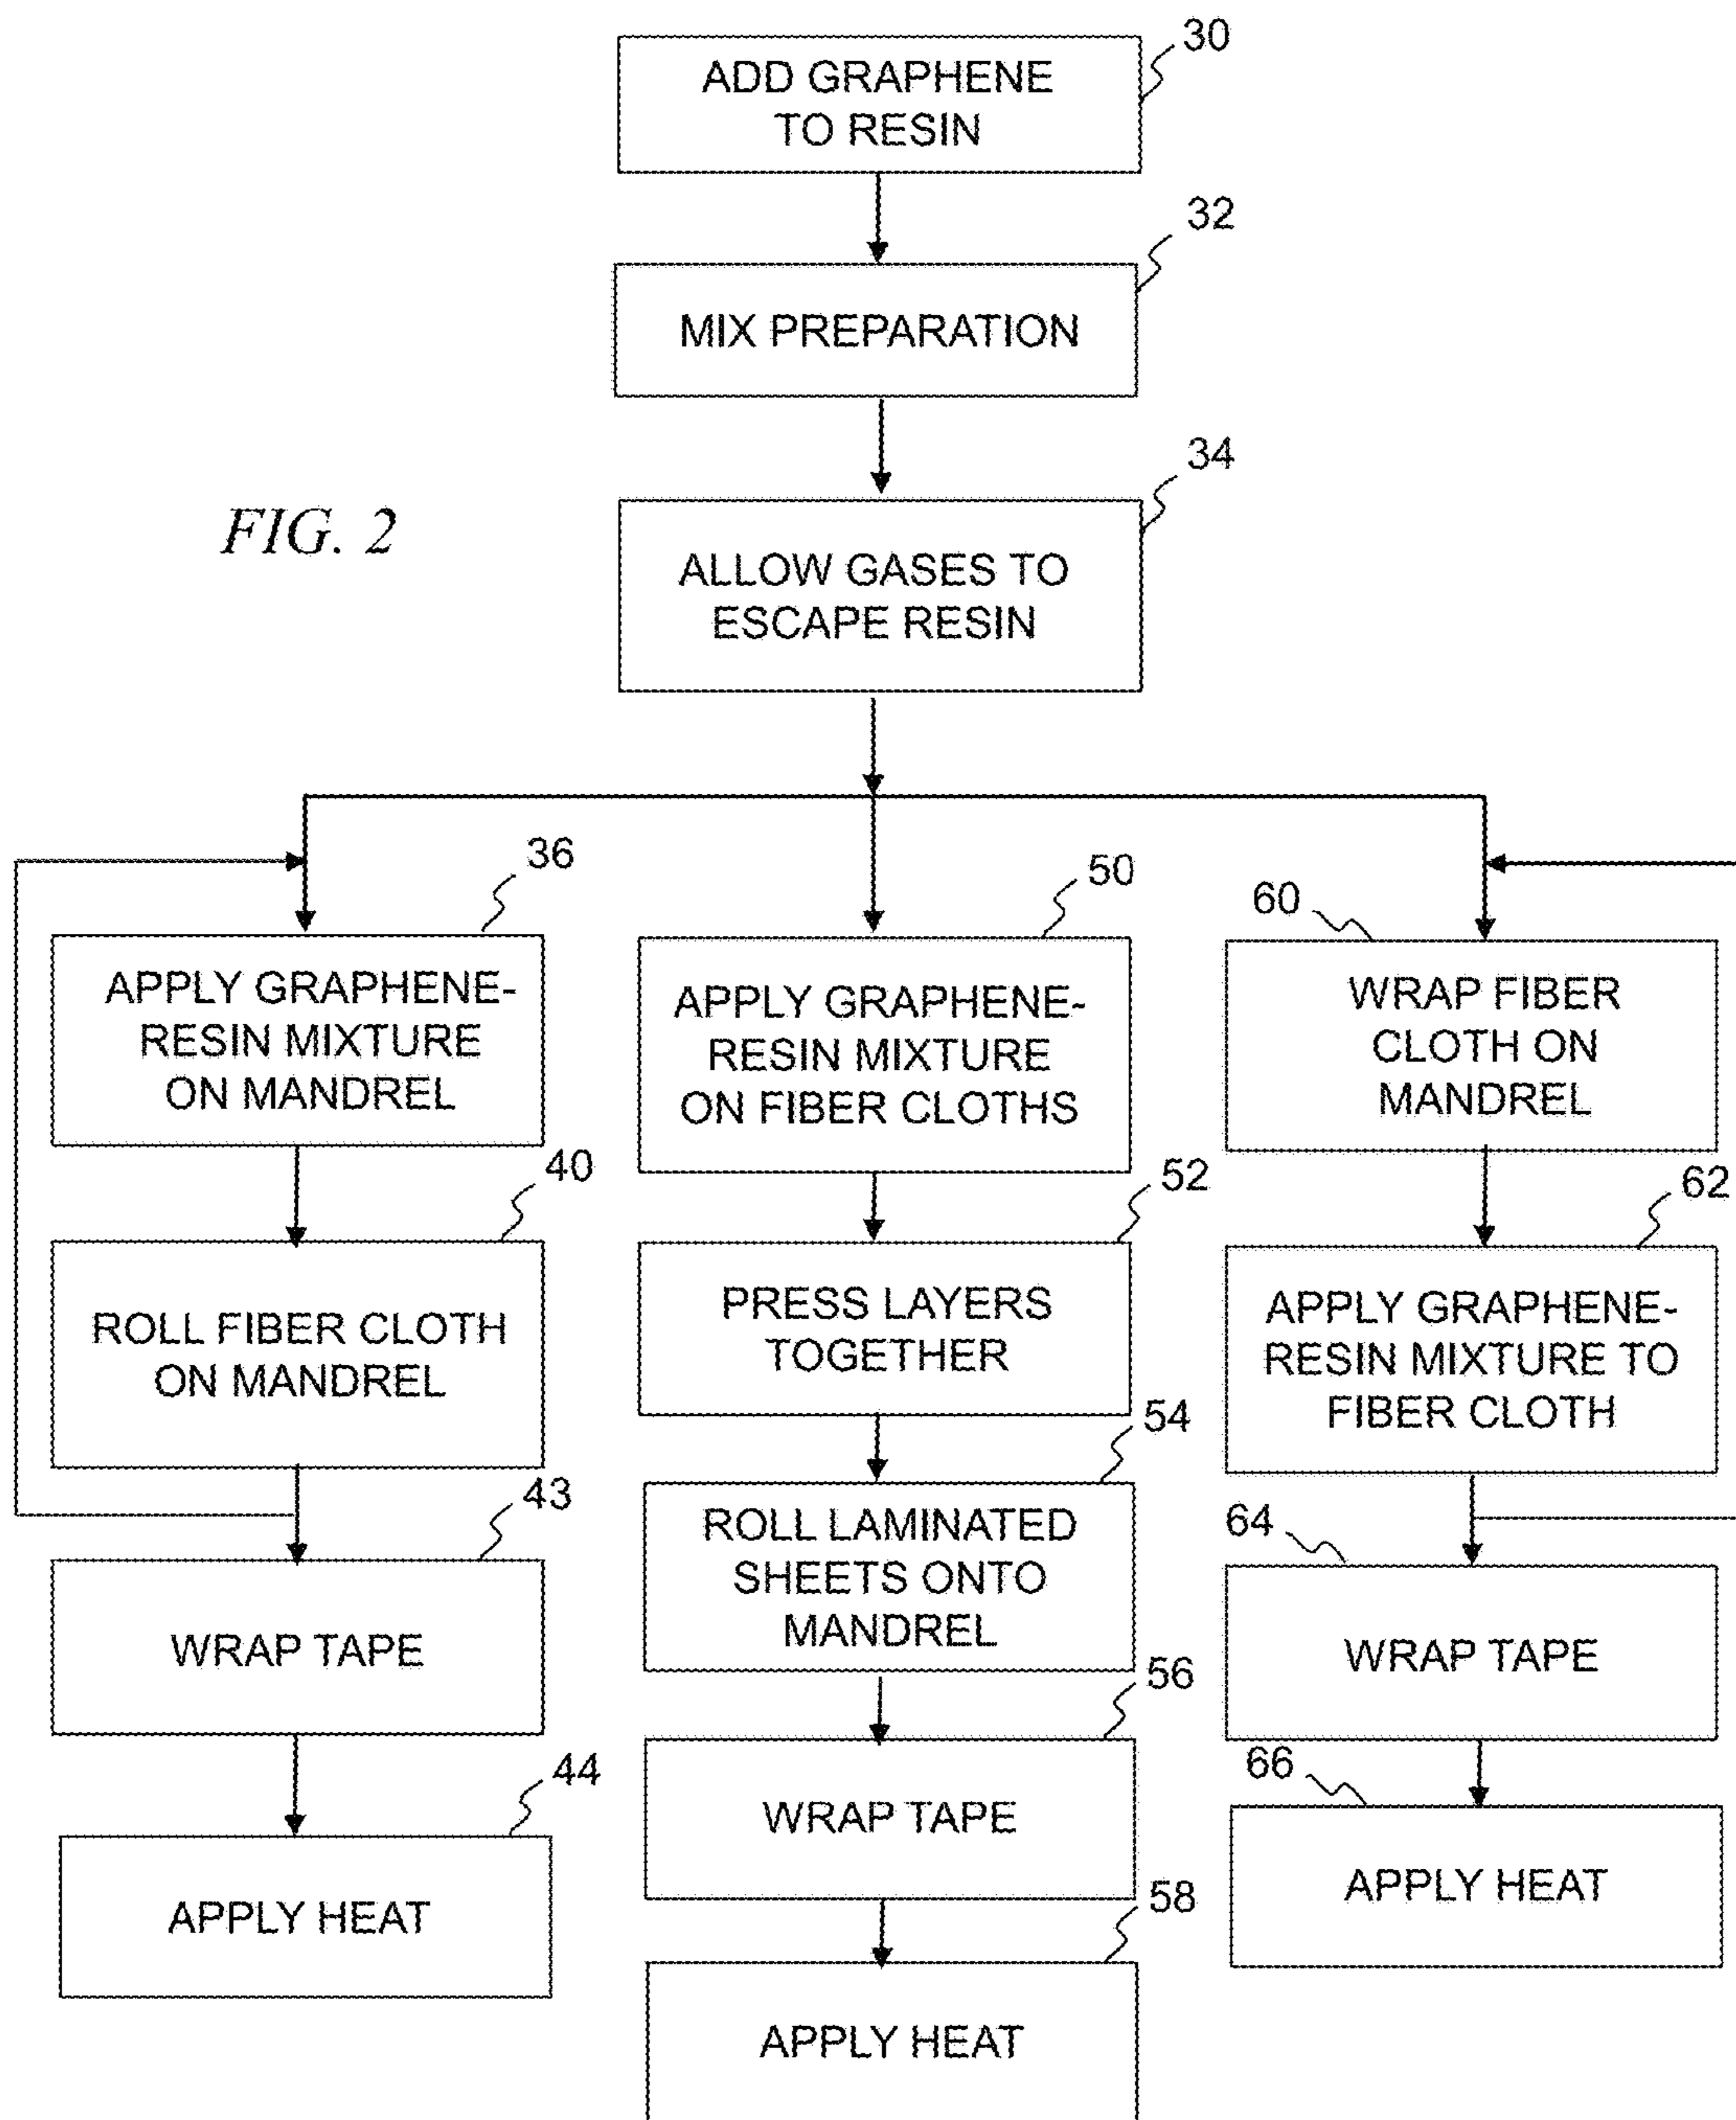 30
ADD GRAPHENE
TO RESIN
32
MIX PREPARATION
34
FIG. 2
ALLOW GASES TO
ESCAPE RESIN
36
APPLY GRAPHENE-
RESIN MIXTURE
ON MANDREL
40
ROLL FIBER CLOTH
ON MANDREL
43
WRAP TAPE
44
APPLY HEAT
50
APPLY GRAPHENE-
RESIN MIXTURE
ON FIBER CLOTHS
52
PRESS LAYERS
TOGETHER
54
ROLL LAMINATED
SHEETS ONTO
MANDREL
56
WRAP TAPE
58
APPLY HEAT
60
WRAP FIBER
CLOTH ON
MANDREL
62
APPLY GRAPHENE-
RESIN MIXTURE TO
FIBER CLOTH
64
WRAP TAPE
66
APPLY HEAT